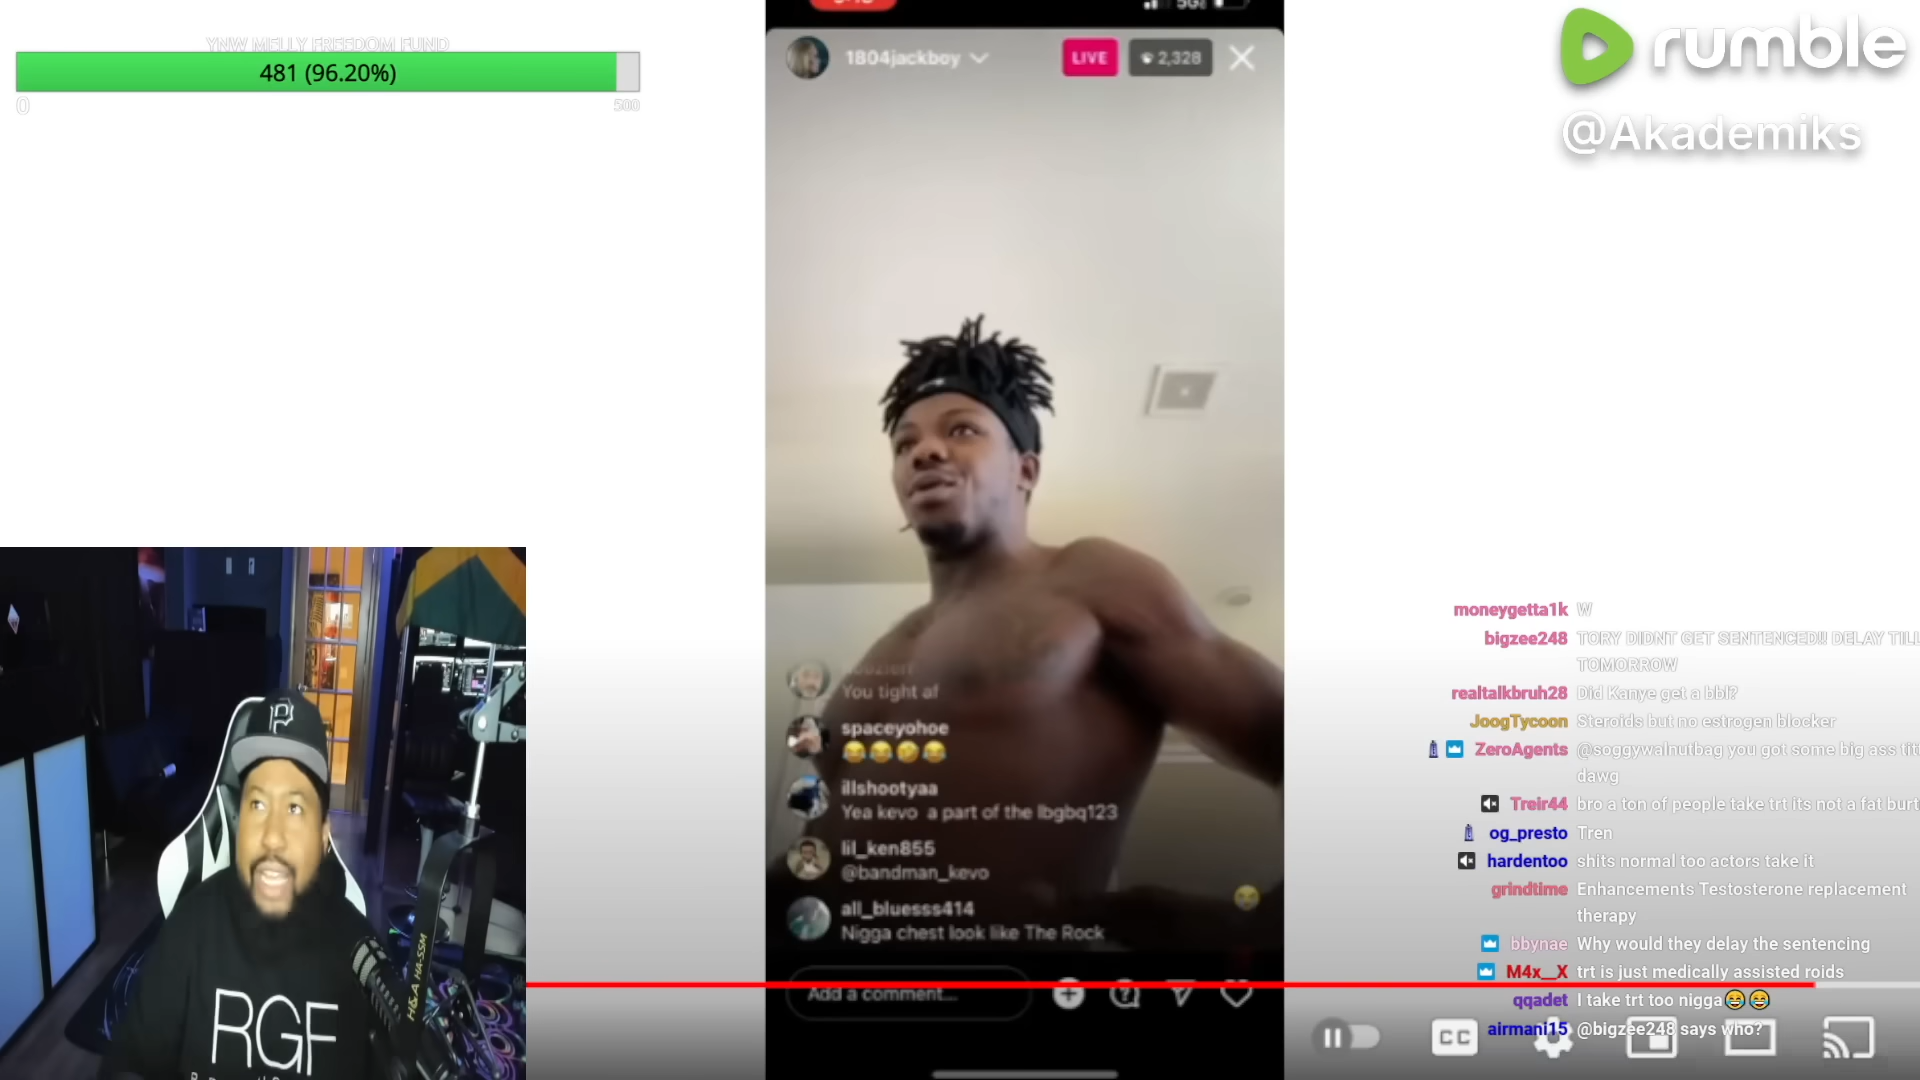 YNW MELLY FREEDOM FUND
481 (96.20%)
0
500
rumble
@Akademiks
1804jackboy
LIVE
2,328
You tight af
spaceyohoe
😂😂🤣😂
illshootyaa
Yea kevo a part of the lbgbq123
lil_ken855
@bandman_kevo
all_bluesss414
Nigga chest look like The Rock
Add a comment...
moneygetta1k W
bigzee248 TORY DIDNT GET SENTENCED!! DELAY TILL
TOMORROW
realtalkbruh28 Did Kanye get a bbl?
JoogTycoon Steroids but no estrogen blocker
ZeroAgents @soggywalnutbag you got some big ass tit
dawg
Treir44 bro a ton of people take trt its not a fat burt
og_presto Tren
hardentoo shits normal too actors take it
grindtime Enhancements Testosterone replacement
therapy
bbynae Why would they delay the sentencing
M4x__X trt is just medically assisted roids
qqadet I take trt too nigga😂😂
airmani15 @bigzee248 says who?
CC
P
H&A HA-SSM
RGF